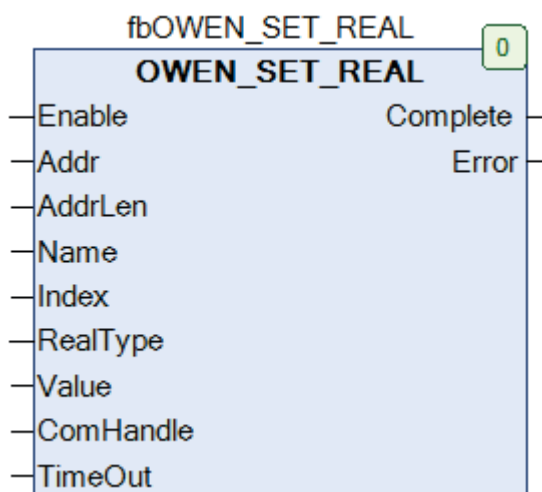 fbOWEN_SET_REAL
0
OWEN_SET_REAL
Enable Complete
Addr Error
AddrLen
Name
Index
RealType
Value
ComHandle
TimeOut